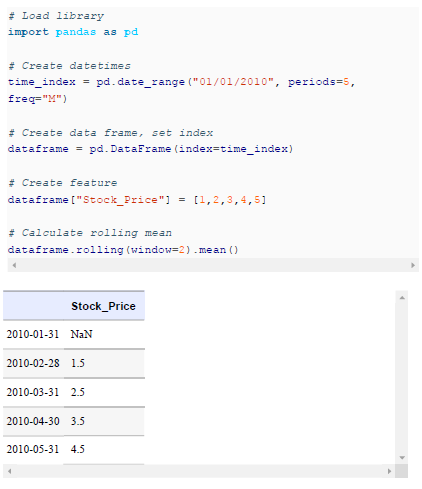 # Load library
import pandas as pd
# Create datetimes
time_index = pd.date_range("01/01/2010", periods=5,
freq="M")
# Create data frame, set index
dataframe = pd.DataFrame(index=time_index)
# Create feature
dataframe["Stock_Price"] = [1,2,3,4,5]
# Calculate rolling mean
dataframe.rolling(window=2).mean()
Stock_Price
2010-01-31 NaN
2010-02-28 1.5
2010-03-31 2.5
2010-04-30 3.5
2010-05-31 4.5